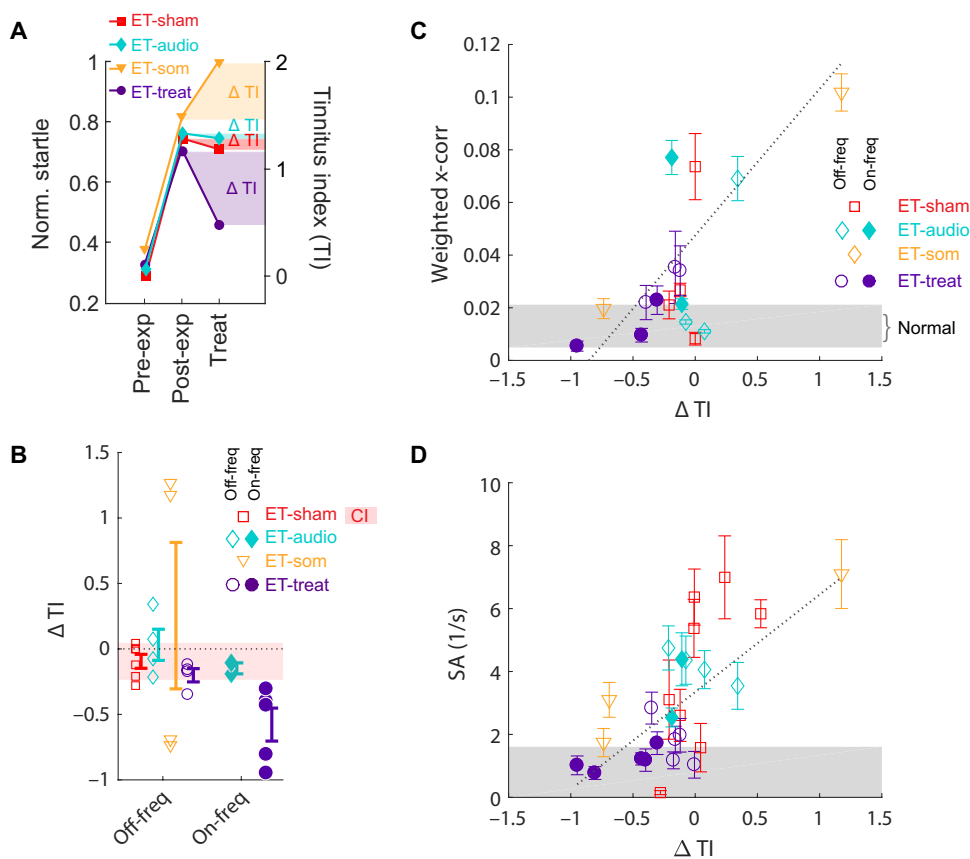 A
ET-sham
ET-audio
ET-som
ET-treat
1
0.8
0.6
0.4
0.2
Norm. startle
2
1
0
Tinnitus index (TI)
Δ TI
Δ TI
Δ TI
Δ TI
Pre-exp
Post-exp
Treat
B
1.5
1
0.5
0
−0.5
−1
Δ TI
Off-freq
On-freq
ET-sham CI
ET-audio
ET-som
ET-treat
Off-freq
On-freq
C
0.12
0.1
0.08
0.06
0.04
0.02
0
Weighted x-corr
Off-freq
On-freq
ET-sham
ET-audio
ET-som
ET-treat
} Normal
−1.5 −1 −0.5 0 0.5 1 1.5
Δ TI
D
10
8
6
4
2
0
SA (1/s)
−1.5 −1 −0.5 0 0.5 1 1.5
Δ TI